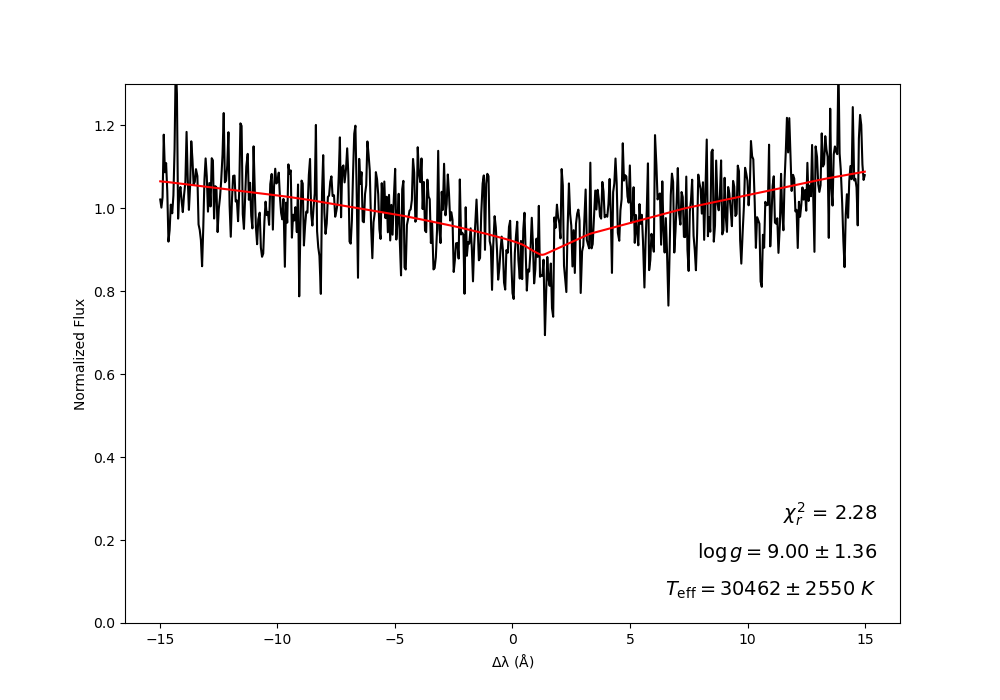 1.2
1.0
0.8
0.6
0.4
0.2
0.0
Normalized Flux
χ²ᵣ = 2.28
log g = 9.00 ± 1.36
T_eff = 30462 ± 2550 K
−15 −10 −5 0 5 10 15
Δλ (Å)